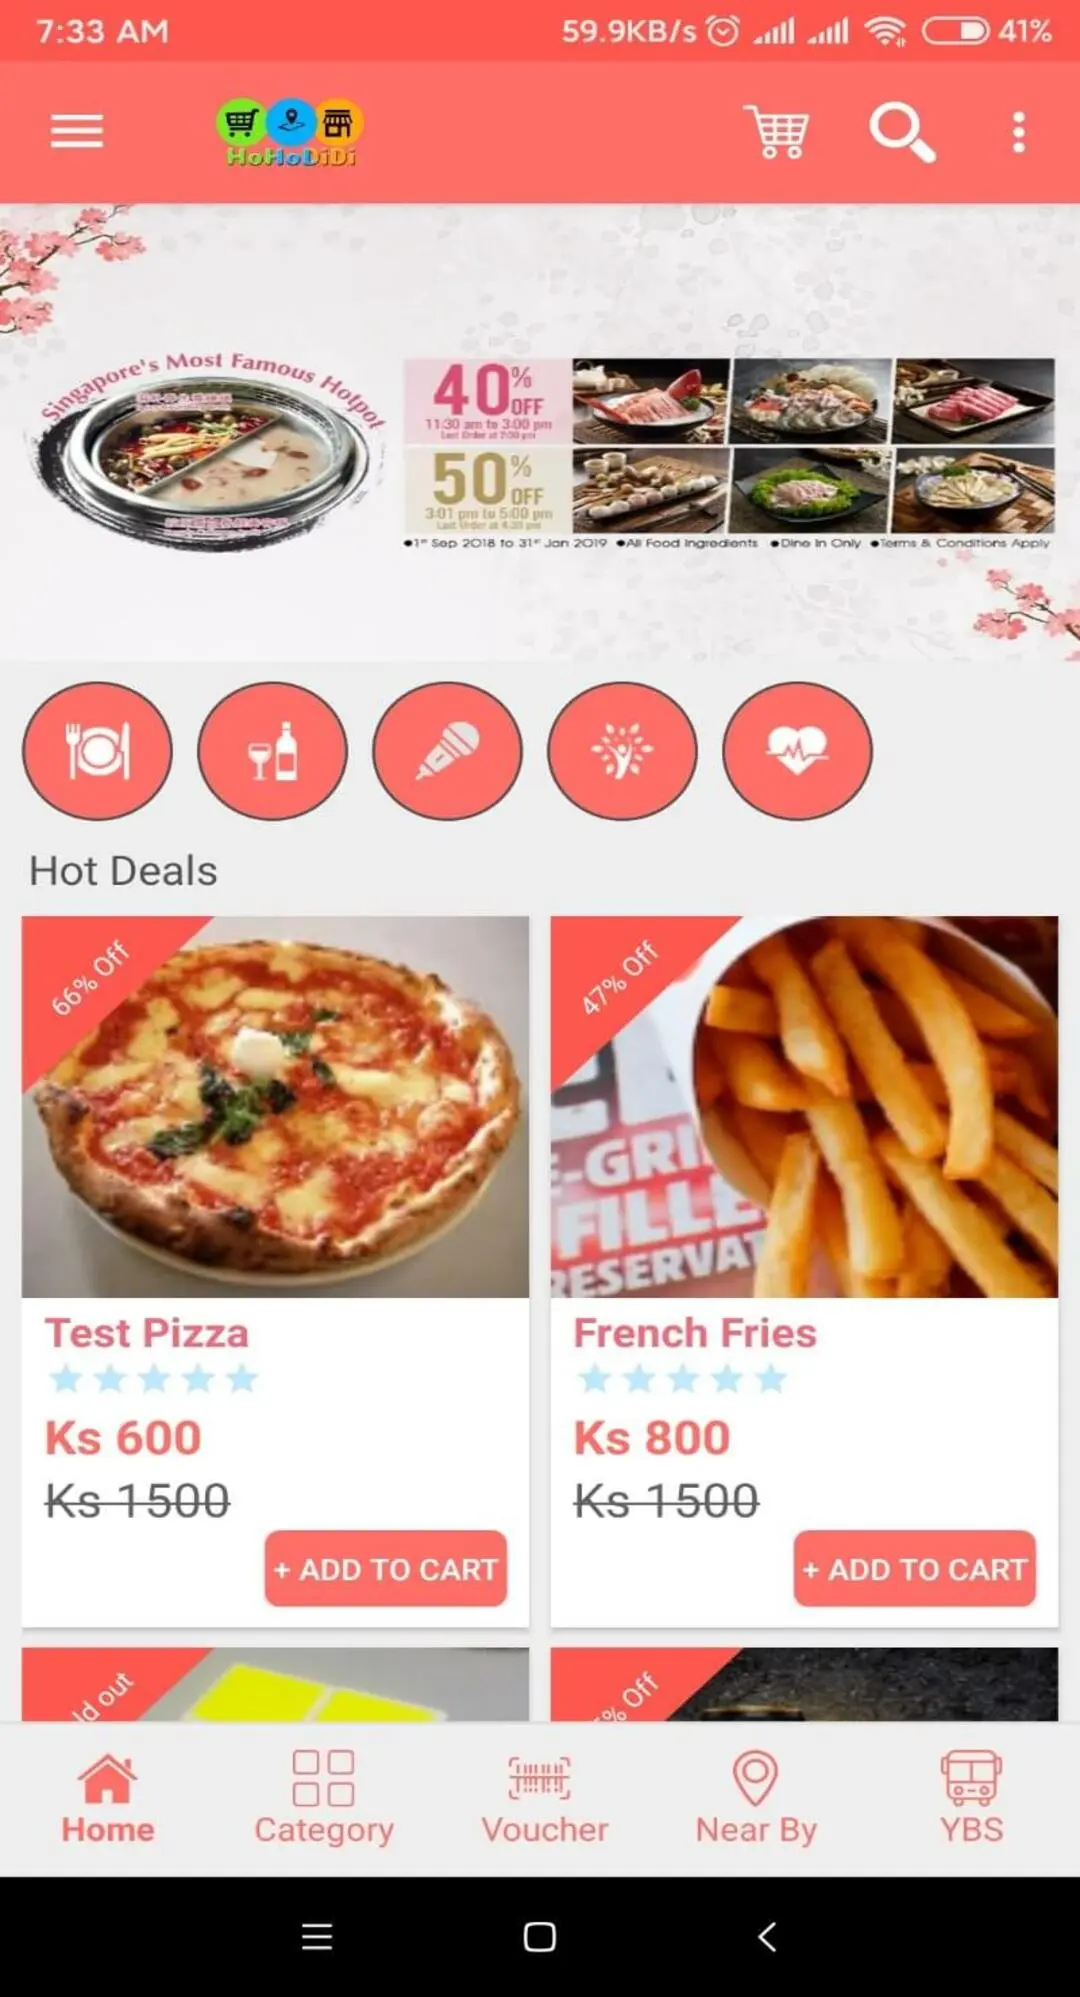 7:33 AM 59.9KB/s 41%
HoHoDiDi
Singapore's Most Famous Hotpot
40% OFF
11:30 am to 3:00 pm
Last Order at 2:30 pm
50% OFF
3:01 pm to 5:00 pm
Last Order at 4:30 pm
●1st Sep 2018 to 31st Jan 2019 ●All Food Ingredients ●Dine In Only ●Terms & Conditions Apply
Hot Deals
66% Off
47% Off
E-GRI
FILLE
RESERVA
Test Pizza
French Fries
Ks 600
Ks 800
Ks 1500
Ks 1500
+ ADD TO CART
+ ADD TO CART
ld out
% Off
Home
Category
Voucher
Near By
YBS